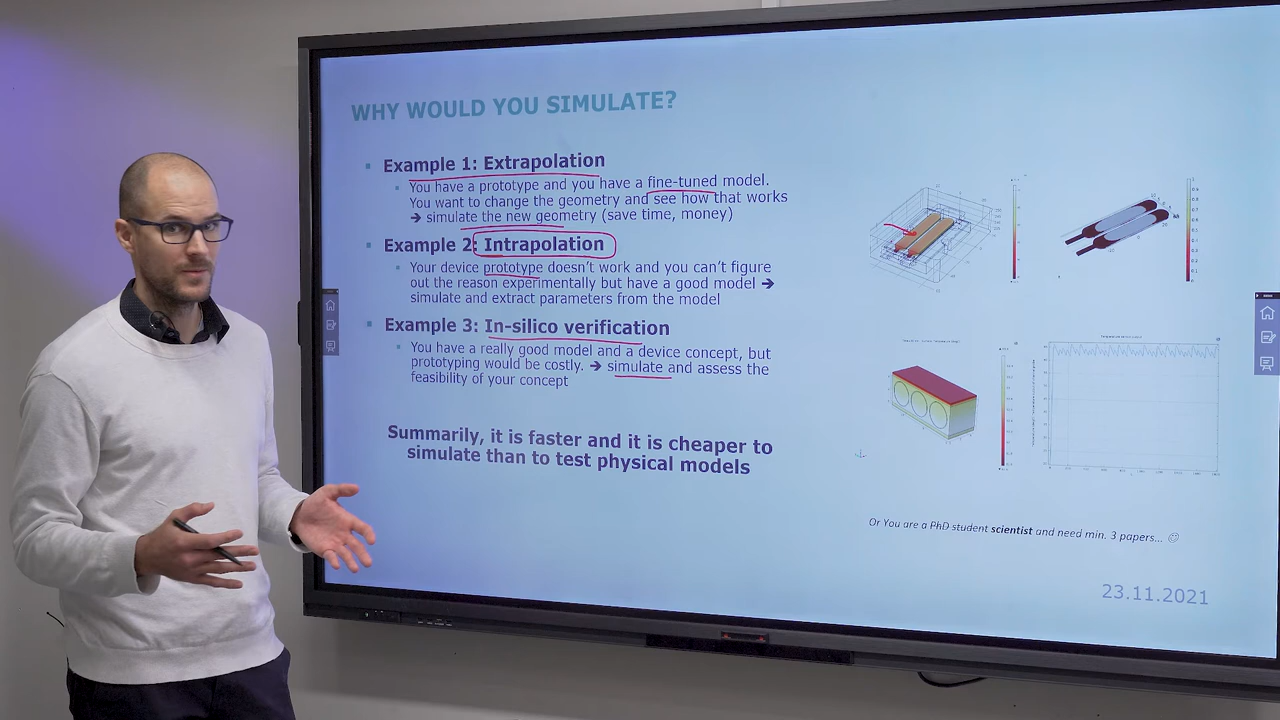 WHY WOULD YOU SIMULATE?
Example 1: Extrapolation
You have a prototype and you have a fine-tuned model.
You want to change the geometry and see how that works
➔ simulate the new geometry (save time, money)
Example 2: Intrapolation
Your device prototype doesn't work and you can't figure
out the reason experimentally but have a good model ➔
simulate and extract parameters from the model
Example 3: In-silico verification
You have a really good model and a device concept, but
prototyping would be costly. ➔ simulate and assess the
feasibility of your concept
Summarily, it is faster and it is cheaper to
simulate than to test physical models
Or You are a PhD student scientist and need min. 3 papers... ☺
23.11.2021